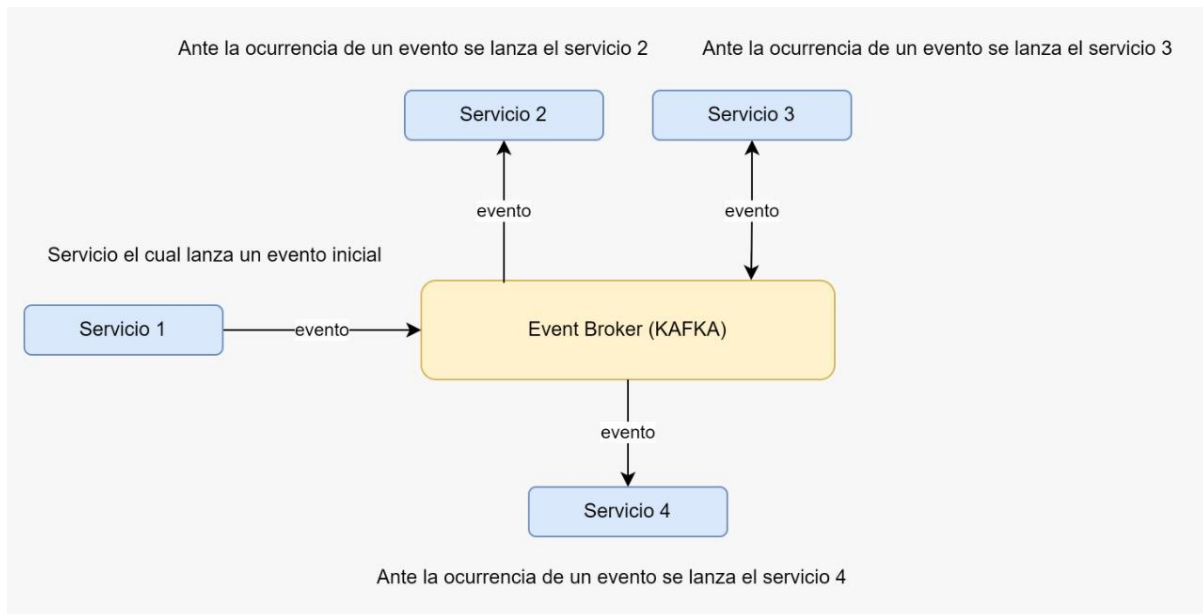 Ante la ocurrencia de un evento se lanza el servicio 2
Ante la ocurrencia de un evento se lanza el servicio 3
Servicio 2
Servicio 3
evento
evento
Servicio el cual lanza un evento inicial
Servicio 1
evento
Event Broker (KAFKA)
evento
Servicio 4
Ante la ocurrencia de un evento se lanza el servicio 4